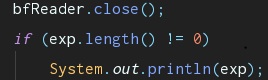 bfReader.close();
if (exp.length() != 0)
System.out.println(exp);